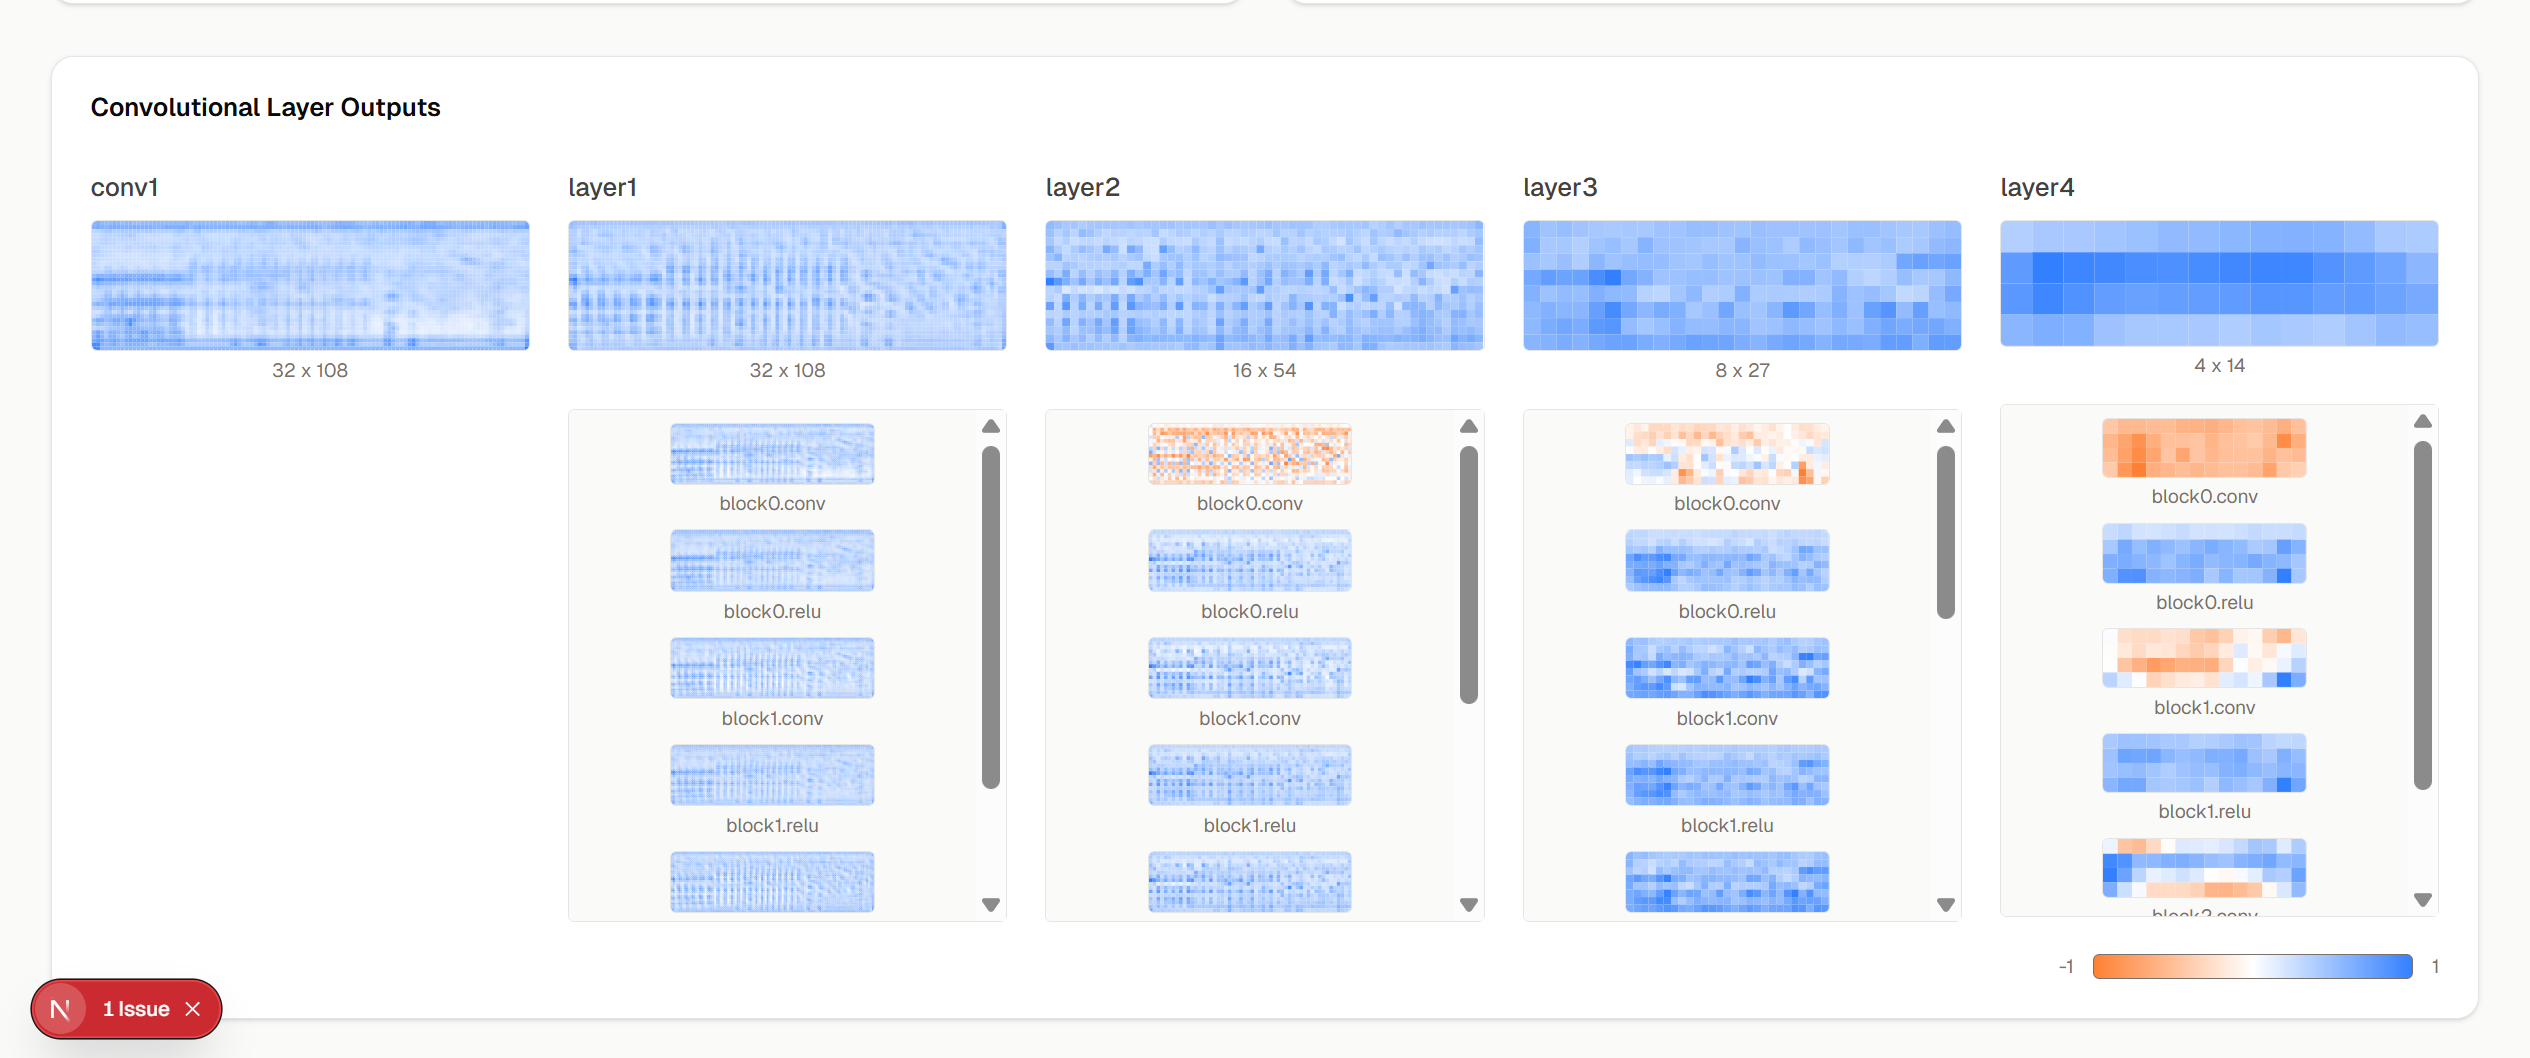 Convolutional Layer Outputs
conv1
layer1
layer2
layer3
layer4
32 x 108
32 x 108
16 x 54
8 x 27
4 x 14
block0.conv
block0.relu
block1.conv
block1.relu
block0.conv
block0.relu
block1.conv
block1.relu
block0.conv
block0.relu
block1.conv
block1.relu
block0.conv
block0.relu
block1.conv
block1.relu
block2.conv
-1
1
N
1 Issue